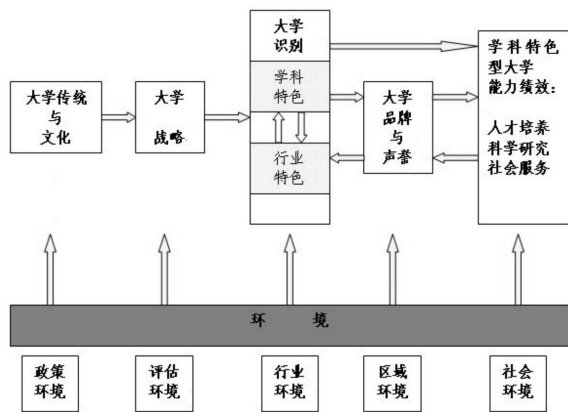 大学传统
与
文化
大学
战略
大学
识别
学科
特色
行业
特色
大学
品牌
与
声誉
学科特色
型大学
能力绩效：
人才培养
科学研究
社会服务
环 境
政策
环境
评估
环境
行业
环境
区域
环境
社会
环境